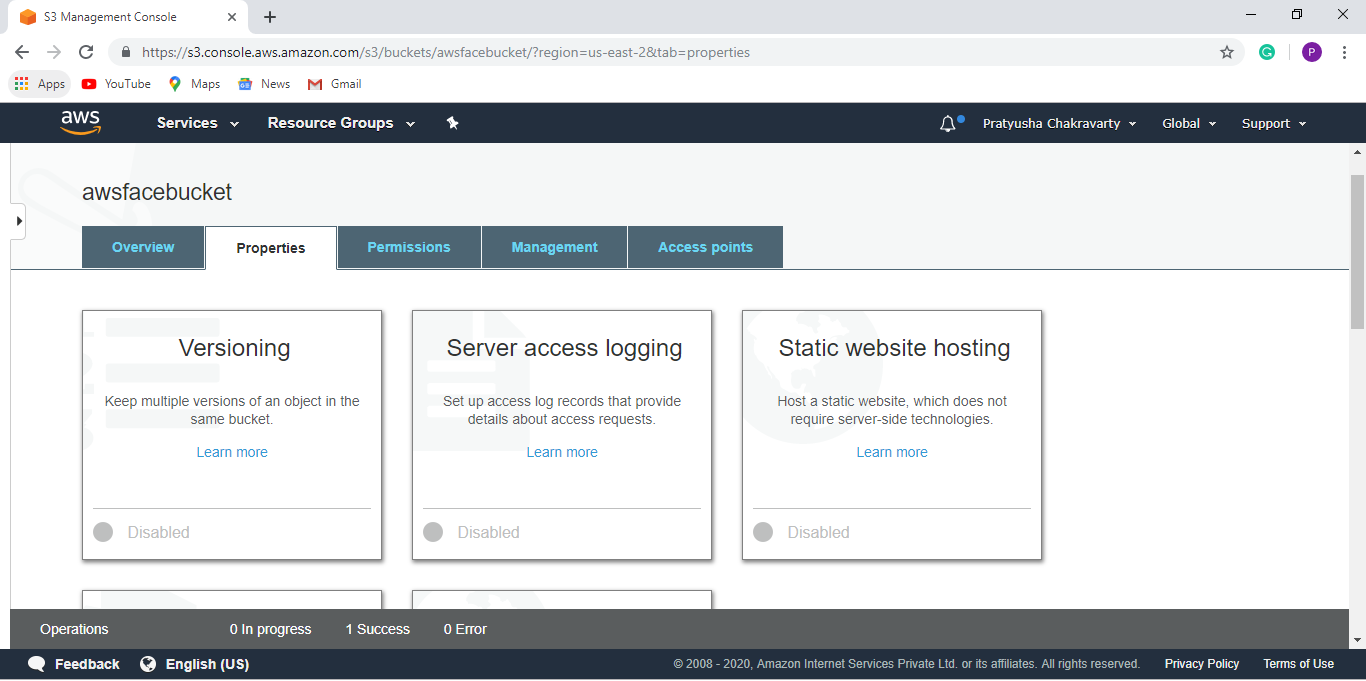 S3 Management Console
https://s3.console.aws.amazon.com/s3/buckets/awsfacebucket/?region=us-east-2&tab=properties
G P
Apps YouTube Maps News Gmail
aws Services Resource Groups Pratyusha Chakravarty Global Support
awsfacebucket
Overview Properties Permissions Management Access points
Versioning
Keep multiple versions of an object in the
same bucket.
Learn more
Disabled
Server access logging
Set up access log records that provide
details about access requests.
Learn more
Disabled
Static website hosting
Host a static website, which does not
require server-side technologies.
Learn more
Disabled
Operations 0 In progress 1 Success 0 Error
Feedback English (US) © 2008 - 2020, Amazon Internet Services Private Ltd. or its affiliates. All rights reserved. Privacy Policy Terms of Use